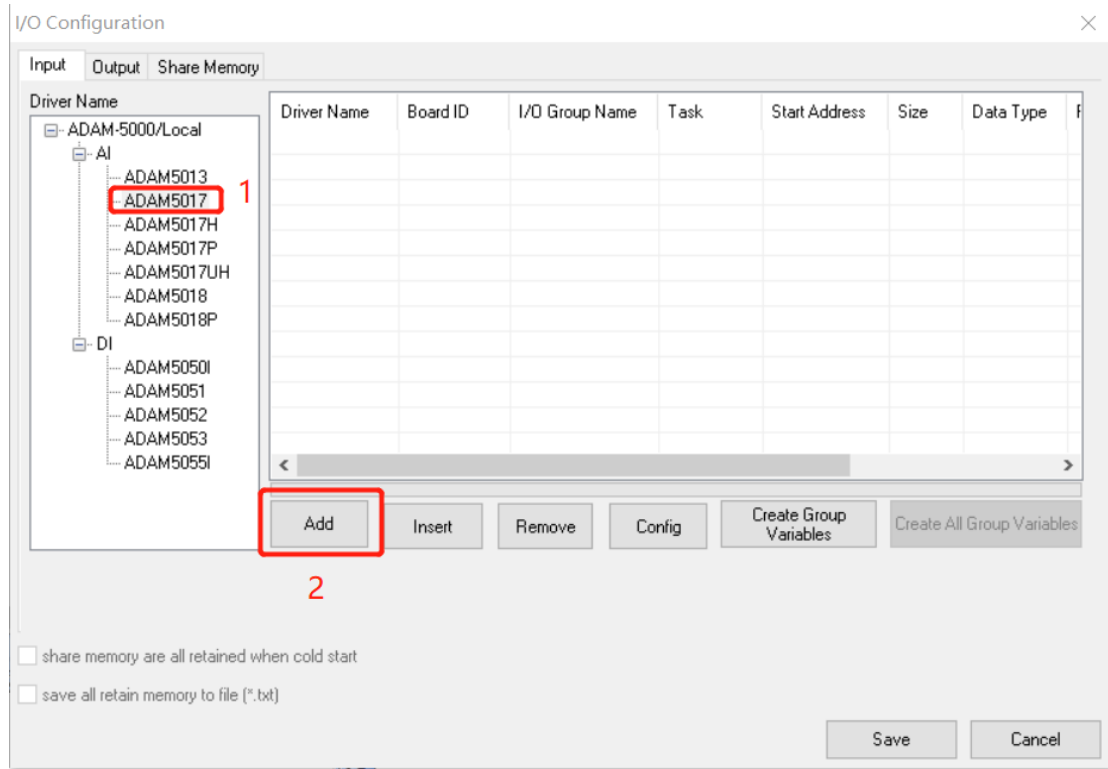 I/O Configuration
Input Output Share Memory
Driver Name
ADAM-5000/Local
AI
ADAM5013
ADAM5017
ADAM5017H
ADAM5017P
ADAM5017UH
ADAM5018
ADAM5018P
DI
ADAM5050I
ADAM5051
ADAM5052
ADAM5053
ADAM5055I
1
Driver Name Board ID I/O Group Name Task Start Address Size Data Type
Add Insert Remove Config Create Group Variables Create All Group Variables
2
share memory are all retained when cold start
save all retain memory to file (*.txt)
Save Cancel